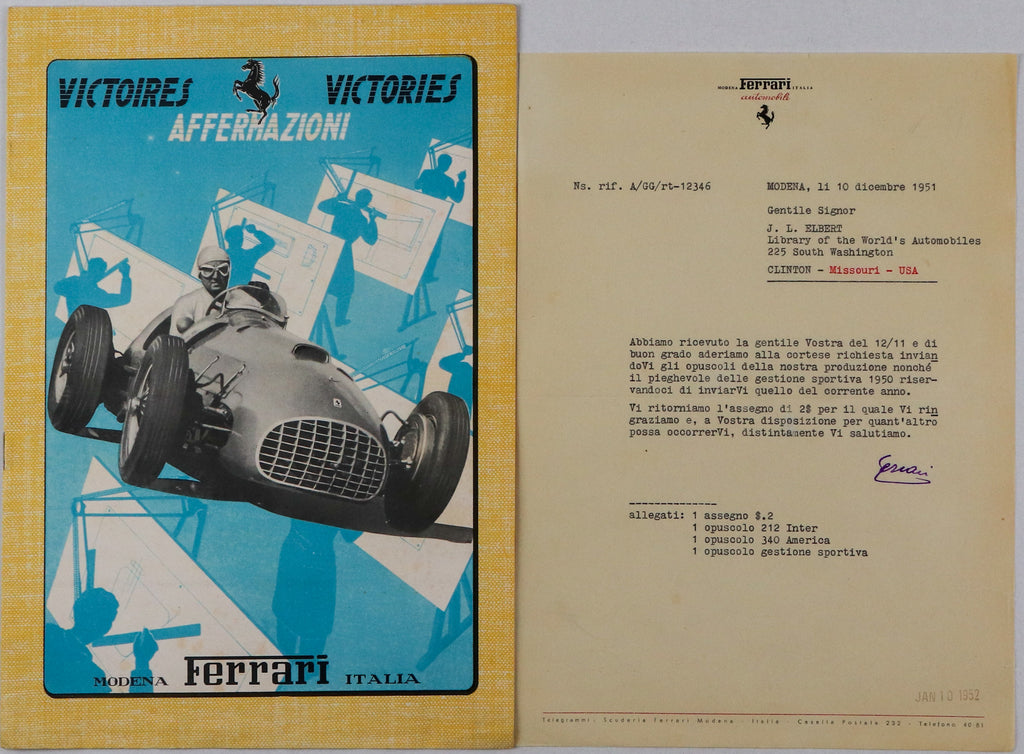 VICTOIRES VICTORIES
AFFERMAZIONI
MODENA Ferrari ITALIA
MODENA Ferrari ITALIA
automobili
Ns. rif. A/GG/rt-12346 MODENA, li 10 dicembre 1951
Gentile Signor
J. L. ELBERT
Library of the World's Automobiles
225 South Washington
CLINTON - Missouri - USA
Abbiamo ricevuto la gentile Vostra del 12/11 e di
buon grado aderiamo alla cortese richiesta invian
doVi gli opuscoli della nostra produzione nonché
il pieghevole delle gestione sportiva 1950 riser-
vandoci di inviarVi quello del corrente anno.
Vi ritorniamo l'assegno di 2$ per il quale Vi rin
graziamo e, a Vostra disposizione per quant'altro
possa occorrerVi, distintamente Vi salutiamo.
Ferrari
--------------
allegati: 1 assegno $.2
1 opuscolo 212 Inter
1 opuscolo 340 America
1 opuscolo gestione sportiva
JAN 10 1952
Telegrammi - Scuderia Ferrari Modena - Italia - Casella Postale 232 - Telefono 40-81